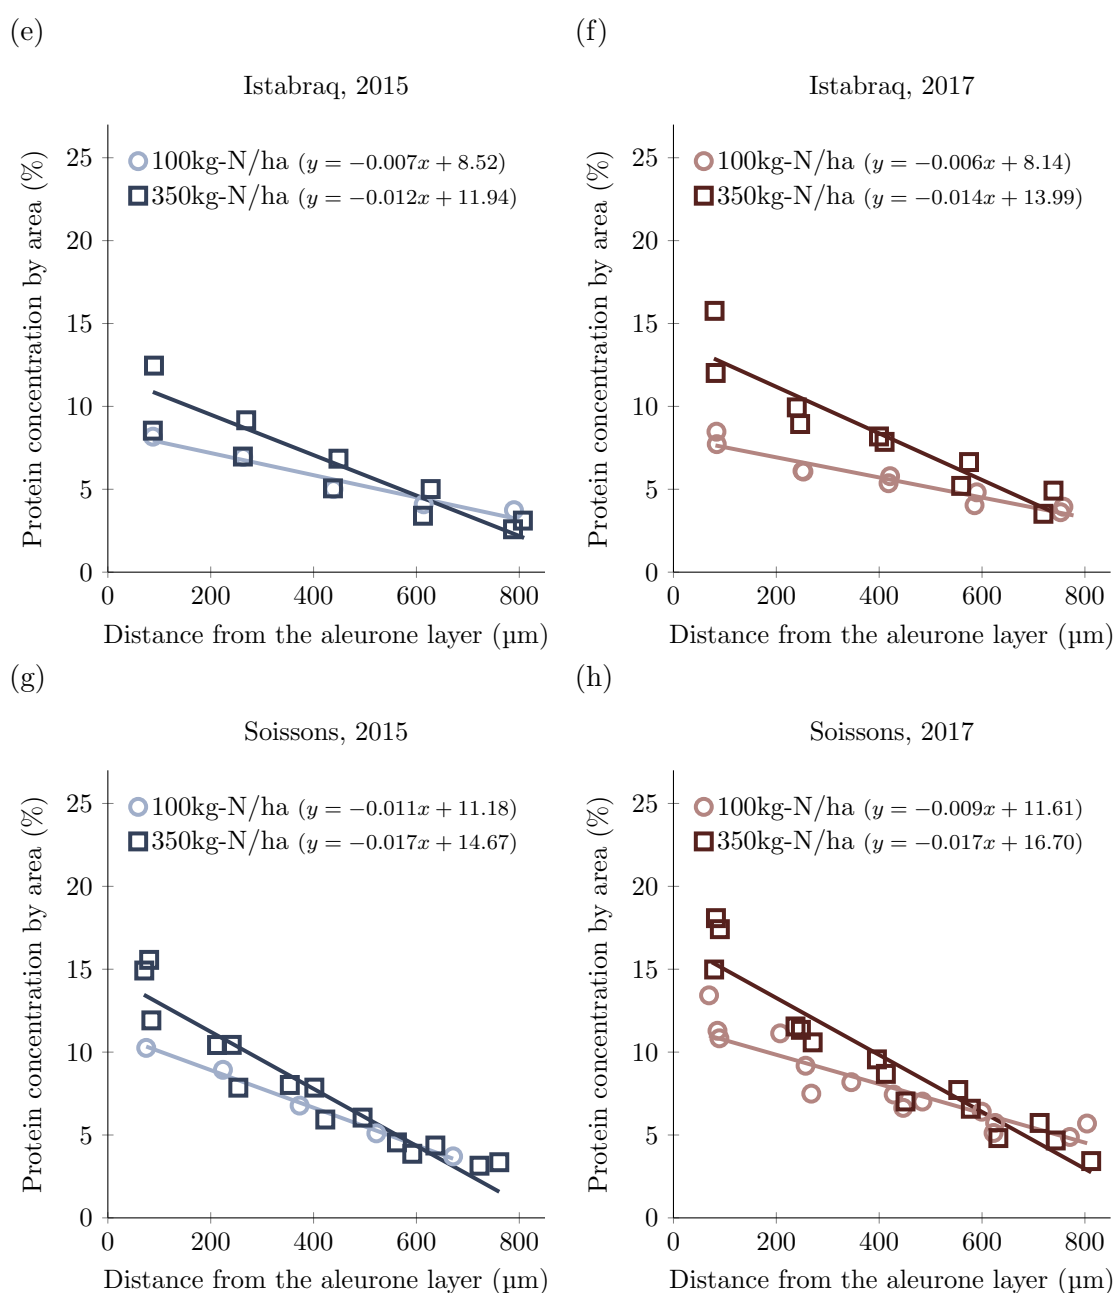 (e)
Istabraq, 2015
100kg-N/ha (y = −0.007x + 8.52)
350kg-N/ha (y = −0.012x + 11.94)
Protein concentration by area (%)
25
20
15
10
5
0
0 200 400 600 800
Distance from the aleurone layer (µm)
(f)
Istabraq, 2017
100kg-N/ha (y = −0.006x + 8.14)
350kg-N/ha (y = −0.014x + 13.99)
Protein concentration by area (%)
25
20
15
10
5
0
0 200 400 600 800
Distance from the aleurone layer (µm)
(g)
Soissons, 2015
100kg-N/ha (y = −0.011x + 11.18)
350kg-N/ha (y = −0.017x + 14.67)
Protein concentration by area (%)
25
20
15
10
5
0
0 200 400 600 800
Distance from the aleurone layer (µm)
(h)
Soissons, 2017
100kg-N/ha (y = −0.009x + 11.61)
350kg-N/ha (y = −0.017x + 16.70)
Protein concentration by area (%)
25
20
15
10
5
0
0 200 400 600 800
Distance from the aleurone layer (µm)